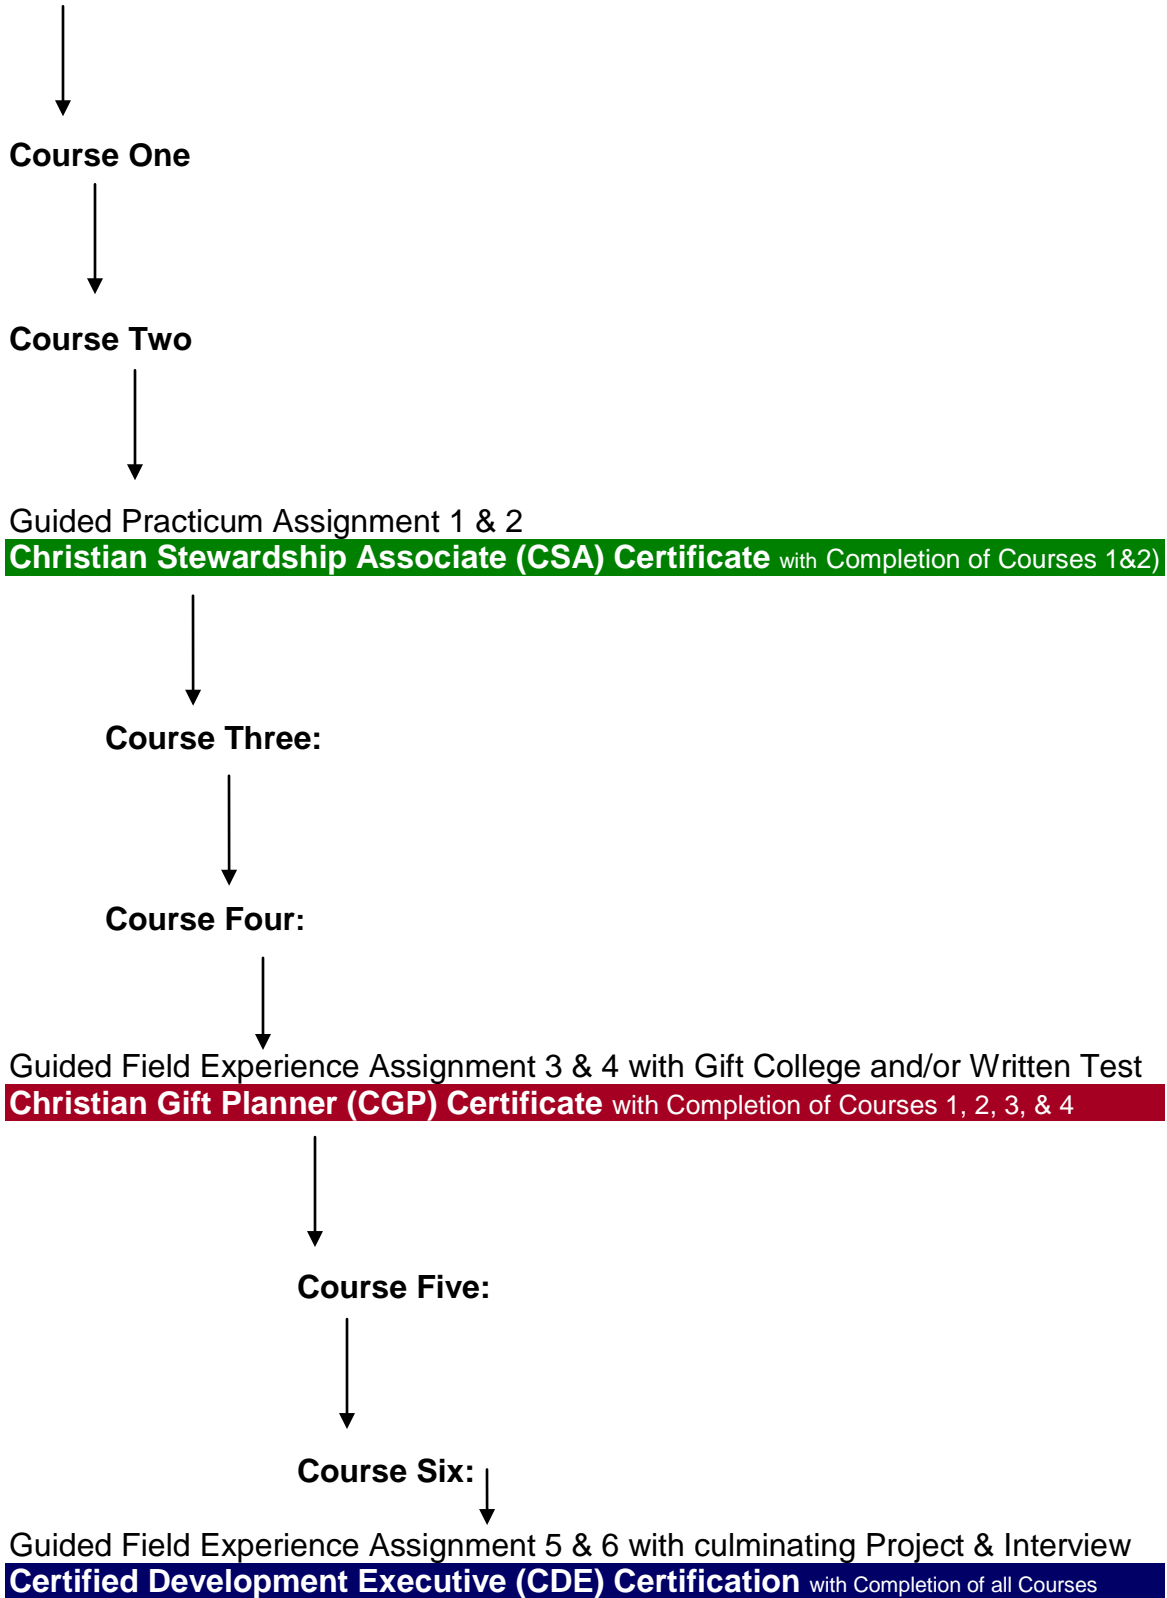 Course One
Course Two
Guided Practicum Assignment 1 & 2
Christian Stewardship Associate (CSA) Certificate with Completion of Courses 1&2)
Course Three:
Course Four:
Guided Field Experience Assignment 3 & 4 with Gift College and/or Written Test
Christian Gift Planner (CGP) Certificate with Completion of Courses 1, 2, 3, & 4
Course Five:
Course Six:
Guided Field Experience Assignment 5 & 6 with culminating Project & Interview
Certified Development Executive (CDE) Certification with Completion of all Courses